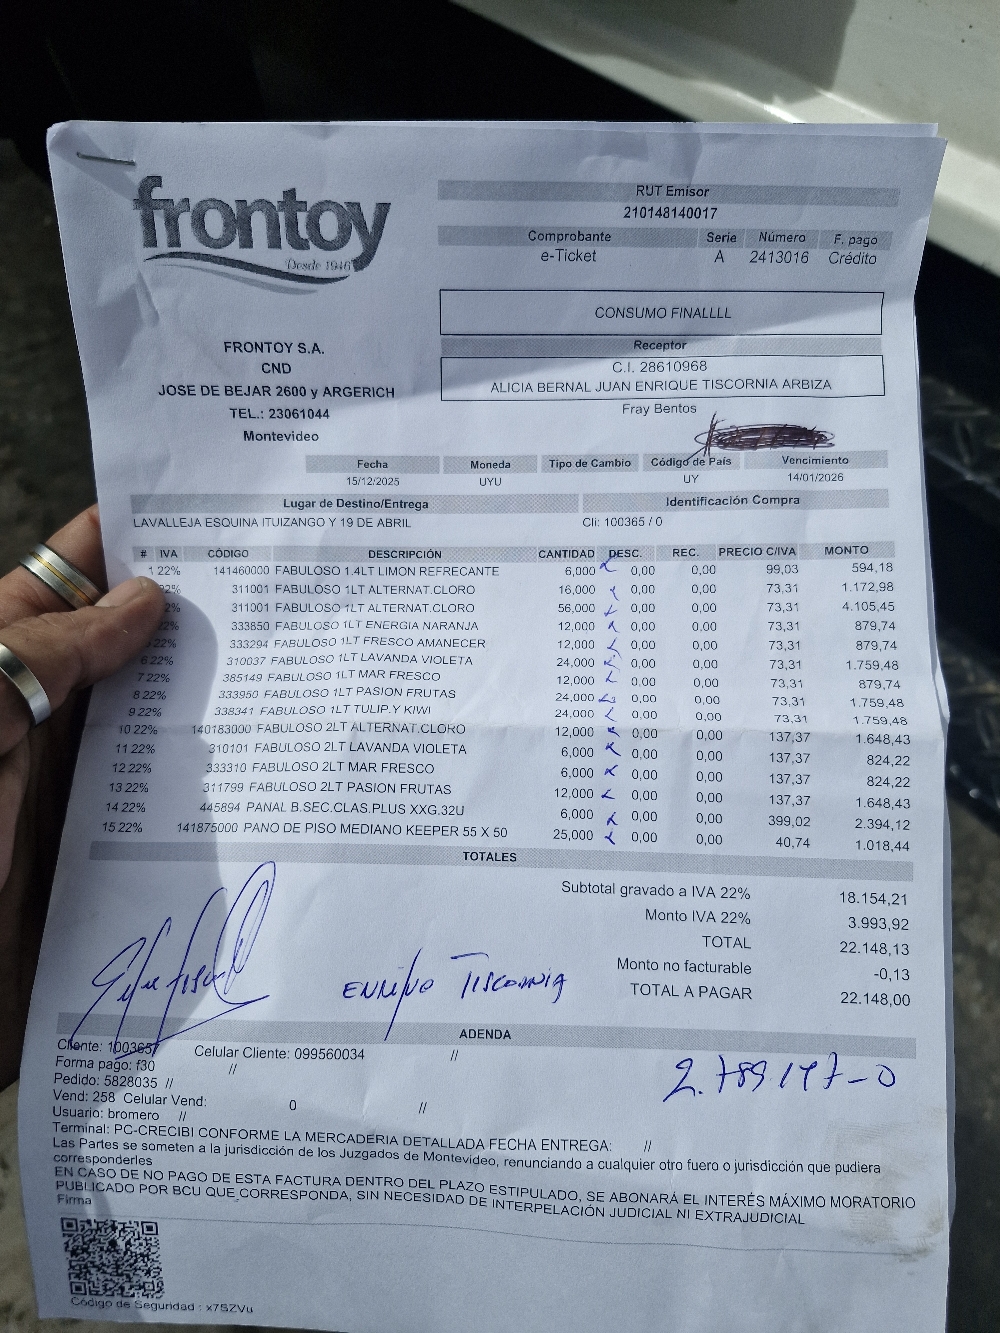 frontoy
Desde 1946
RUT Emisor
210148140017
Comprobante Serie Número F. pago
e-Ticket A 2413016 Crédito
CONSUMO FINALLLL
Receptor
C.I. 28610968
ALICIA BERNAL JUAN ENRIQUE TISCORNIA ARBIZA
Fray Bentos
FRONTOY S.A.
CND
JOSE DE BEJAR 2600 y ARGERICH
TEL.: 23061044
Montevideo
Fecha Moneda Tipo de Cambio Código de País Vencimiento
15/12/2025 UYU UY 14/01/2026
Lugar de Destino/Entrega Identificación Compra
LAVALLEJA ESQUINA ITUIZANGO Y 19 DE ABRIL Cli: 100365 / 0
# IVA CÓDIGO DESCRIPCIÓN CANTIDAD DESC. REC. PRECIO C/IVA MONTO
1 22% 141460000 FABULOSO 1.4LT LIMON REFRECANTE 6,000 0,00 0,00 99,03 594,18
22% 311001 FABULOSO 1LT ALTERNAT.CLORO 16,000 0,00 0,00 73,31 1.172,98
22% 311001 FABULOSO 1LT ALTERNAT.CLORO 56,000 0,00 0,00 73,31 4.105,45
22% 333850 FABULOSO 1LT ENERGIA NARANJA 12,000 0,00 0,00 73,31 879,74
22% 333294 FABULOSO 1LT FRESCO AMANECER 12,000 0,00 0,00 73,31 879,74
6 22% 310037 FABULOSO 1LT LAVANDA VIOLETA 24,000 0,00 0,00 73,31 1.759,48
7 22% 385149 FABULOSO 1LT MAR FRESCO 12,000 0,00 0,00 73,31 879,74
8 22% 333950 FABULOSO 1LT PASION FRUTAS 24,000 0,00 0,00 73,31 1.759,48
9 22% 338341 FABULOSO 1LT TULIP.Y KIWI 24,000 0,00 0,00 73,31 1.759,48
10 22% 140183000 FABULOSO 2LT ALTERNAT.CLORO 12,000 0,00 0,00 137,37 1.648,43
11 22% 310101 FABULOSO 2LT LAVANDA VIOLETA 6,000 0,00 0,00 137,37 824,22
12 22% 333310 FABULOSO 2LT MAR FRESCO 6,000 0,00 0,00 137,37 824,22
13 22% 311799 FABULOSO 2LT PASION FRUTAS 12,000 0,00 0,00 137,37 1.648,43
14 22% 445894 PANAL B.SEC.CLAS.PLUS XXG.32U 6,000 0,00 0,00 399,02 2.394,12
15 22% 141875000 PANO DE PISO MEDIANO KEEPER 55 X 50 25,000 0,00 0,00 40,74 1.018,44
TOTALES
Subtotal gravado a IVA 22% 18.154,21
Monto IVA 22% 3.993,92
TOTAL 22.148,13
Monto no facturable -0,13
TOTAL A PAGAR 22.148,00
TISCORNIA
ADENDA
Cliente: 1003657 Celular Cliente: 099560034 //
Forma pago: f30 //
Pedido: 5828035 //
Vend: 258 Celular Vend: 0 //
Usuario: bromero //
2.789147-0
Terminal: PC-CRECIBI CONFORME LA MERCADERIA DETALLADA FECHA ENTREGA: //
Las Partes se someten a la jurisdicción de los Juzgados de Montevideo, renunciando a cualquier otro fuero o jurisdicción que pudiera
corresponderles
EN CASO DE NO PAGO DE ESTA FACTURA DENTRO DEL PLAZO ESTIPULADO, SE ABONARÁ EL INTERÉS MÁXIMO MORATORIO
PUBLICADO POR BCU QUE CORRESPONDA, SIN NECESIDAD DE INTERPELACIÓN JUDICIAL NI EXTRAJUDICIAL
Firma
Código de Seguridad : x7SZVu